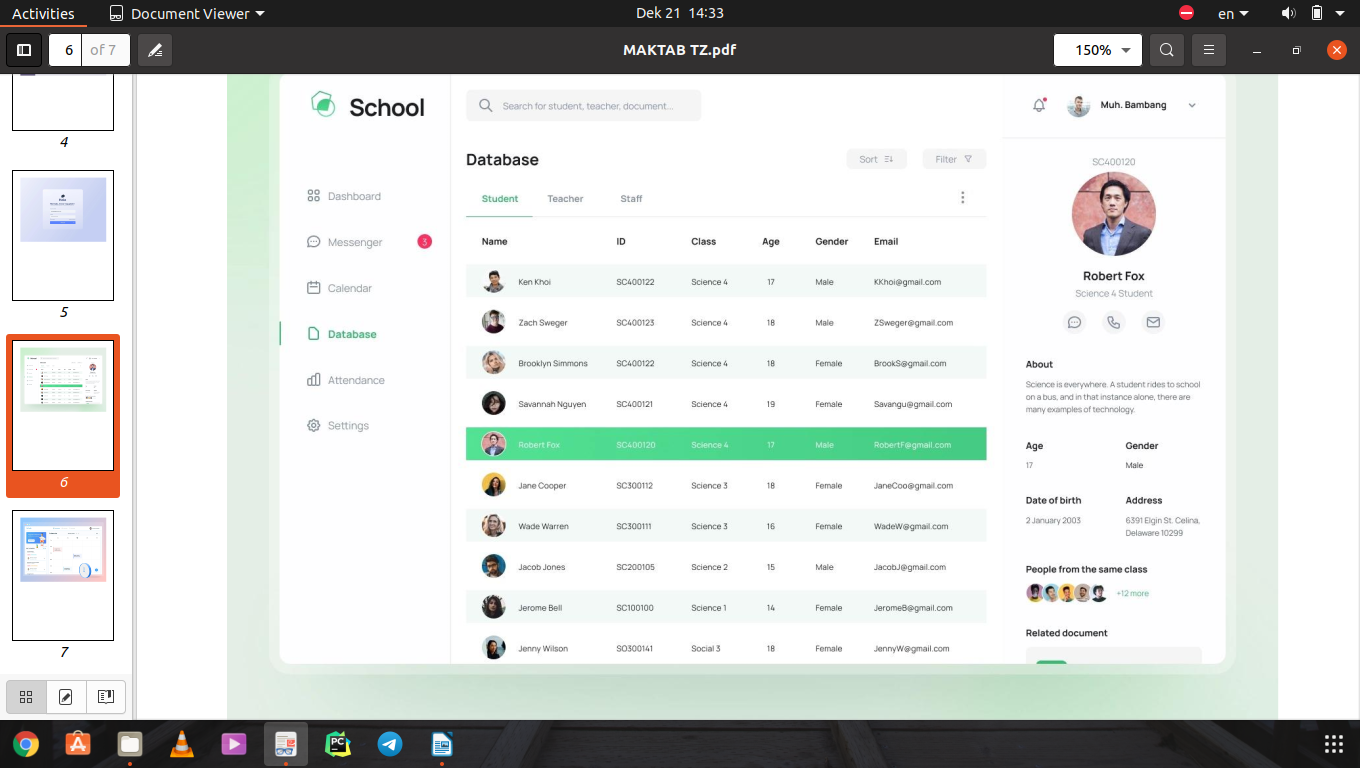 Activities
Document Viewer
Dek 21 14:33
en
6 of 7
MAKTAB TZ.pdf
150%
4
5
6
7
School
Search for student, teacher, document...
Muh. Bambang
Dashboard
Messenger 3
Calendar
Database
Attendance
Settings
Database
Sort
Filter
Student Teacher Staff
Name ID Class Age Gender Email
Ken Khoi SC400122 Science 4 17 Male KKhoi@gmail.com
Zach Sweger SC400123 Science 4 18 Male ZSweger@gmail.com
Brooklyn Simmons SC400122 Science 4 18 Female BrookS@gmail.com
Savannah Nguyen SC400121 Science 4 19 Female Savangu@gmail.com
Robert Fox SC400120 Science 4 17 Male RobertF@gmail.com
Jane Cooper SC300112 Science 3 18 Female JaneCoo@gmail.com
Wade Warren SC300111 Science 3 16 Female WadeW@gmail.com
Jacob Jones SC200105 Science 2 15 Male JacobJ@gmail.com
Jerome Bell SC100100 Science 1 14 Female JeromeB@gmail.com
Jenny Wilson SO300141 Social 3 18 Female JennyW@gmail.com
SC400120
Robert Fox
Science 4 Student
About
Science is everywhere. A student rides to school
on a bus, and in that instance alone, there are
many examples of technology.
Age Gender
17 Male
Date of birth Address
2 January 2003 6391 Elgin St. Celina,
Delaware 10299
People from the same class
+12 more
Related document
PC